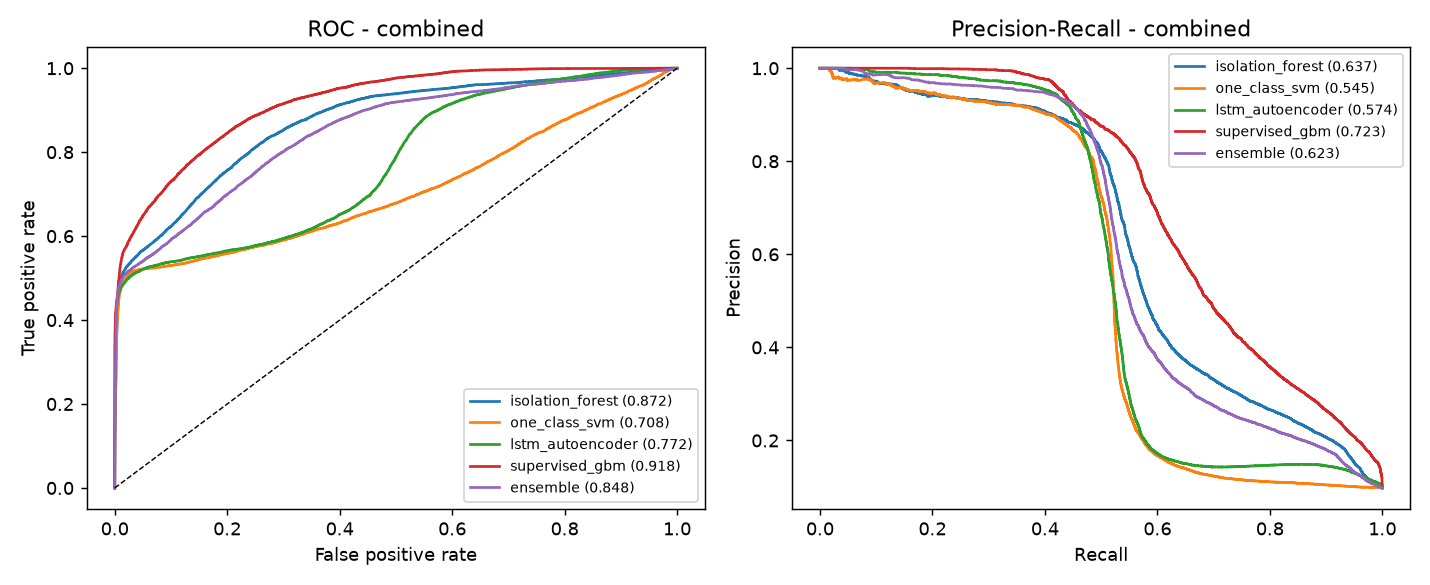 ROC - combined
True positive rate
1.0
0.8
0.6
0.4
0.2
0.0
isolation_forest (0.872)
one_class_svm (0.708)
lstm_autoencoder (0.772)
supervised_gbm (0.918)
ensemble (0.848)
0.0 0.2 0.4 0.6 0.8 1.0
False positive rate
Precision-Recall - combined
Precision
1.0
0.8
0.6
0.4
0.2
isolation_forest (0.637)
one_class_svm (0.545)
lstm_autoencoder (0.574)
supervised_gbm (0.723)
ensemble (0.623)
0.0 0.2 0.4 0.6 0.8 1.0
Recall